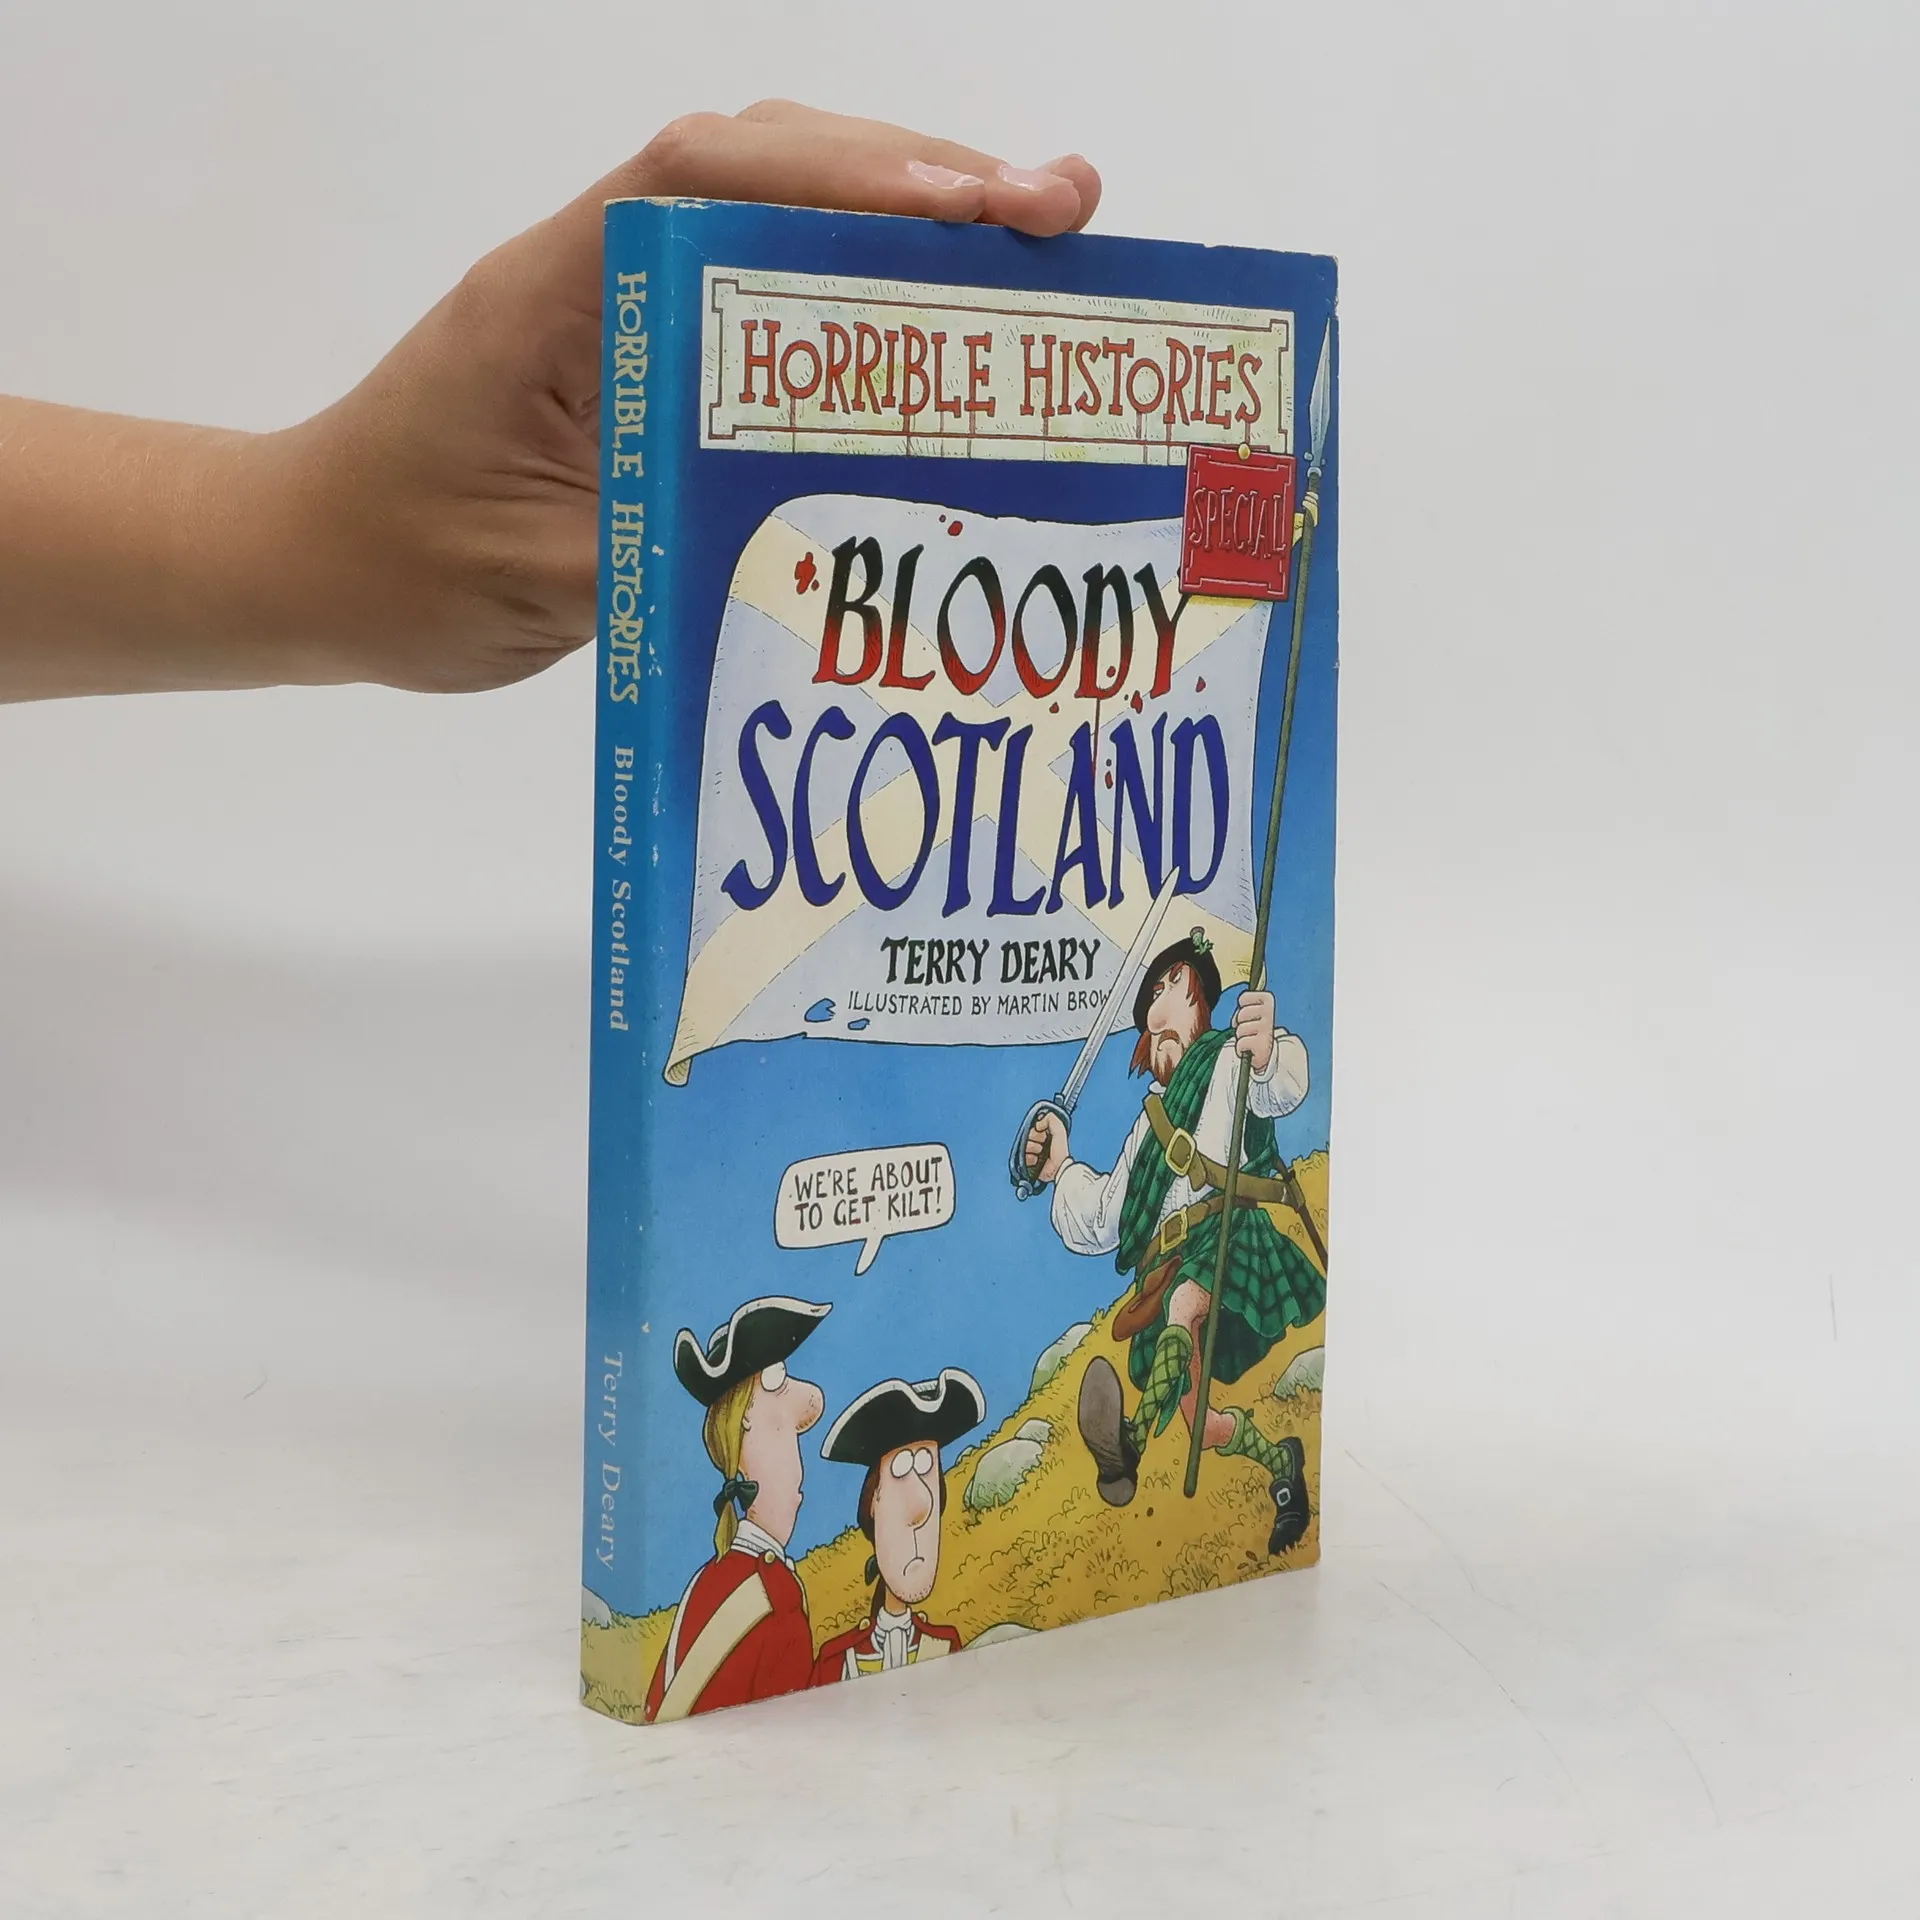 HORRIBLE HISTORIES Bloody Scotland Terry Deary
HORRIBLE HISTORIES
SPECIAL
BLOODY
SCOTLAND
TERRY DEARY
ILLUSTRATED BY MARTIN BROW
WE'RE ABOUT
TO GET KILT!